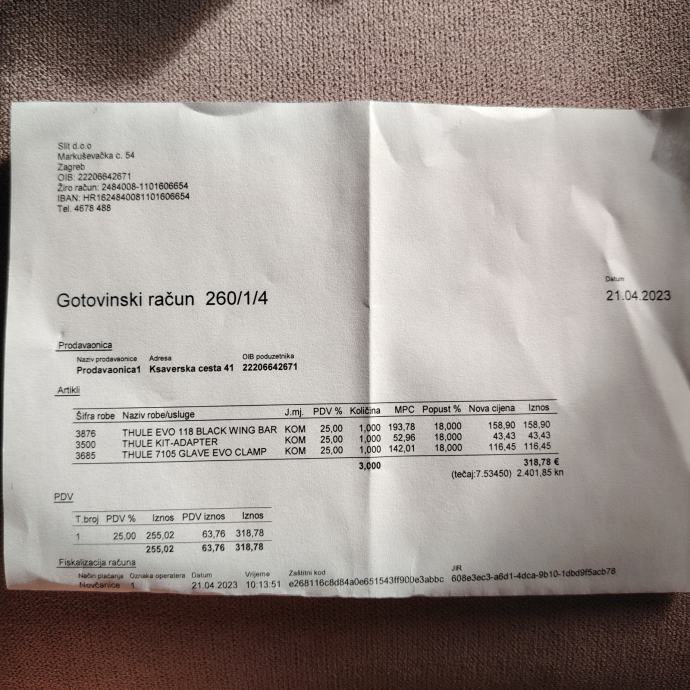 Slit d.o.o
Markuševačka c. 54
Zagreb
OIB: 22206642671
Žiro račun: 2484008-1101606654
IBAN: HR1624840081101606654
Tel. 4678 488
Datum
Gotovinski račun 260/1/4
21.04.2023
Prodavaonica
Naziv prodavaonice Adresa OIB poduzetnika
Prodavaonica1 Ksaverska cesta 41 22206642671
Artikli
Šifra robe Naziv robe/usluge J.mj. PDV % Količina MPC Popust % Nova cijena Iznos
3876 THULE EVO 118 BLACK WING BAR KOM 25,00 1,000 193,78 18,000 158,90 158,90
3500 THULE KIT-ADAPTER KOM 25,00 1,000 52,96 18,000 43,43 43,43
3685 THULE 7105 GLAVE EVO CLAMP KOM 25,00 1,000 142,01 18,000 116,45 116,45
3,000 318,78 €
(tečaj:7.53450) 2.401,85 kn
PDV
T.broj PDV % Iznos PDV iznos Iznos
1 25,00 255,02 63,76 318,78
255,02 63,76 318,78
Fiskalizacija računa
Način plaćanja Oznaka operatera Datum Vrijeme Zaštitni kod JIR
Novčanice 1 21.04.2023 10:13:51 e268116c8d84a0e651543ff900e3abbc 608e3ec3-a6d1-4dca-9b10-1dbd9f5acb78